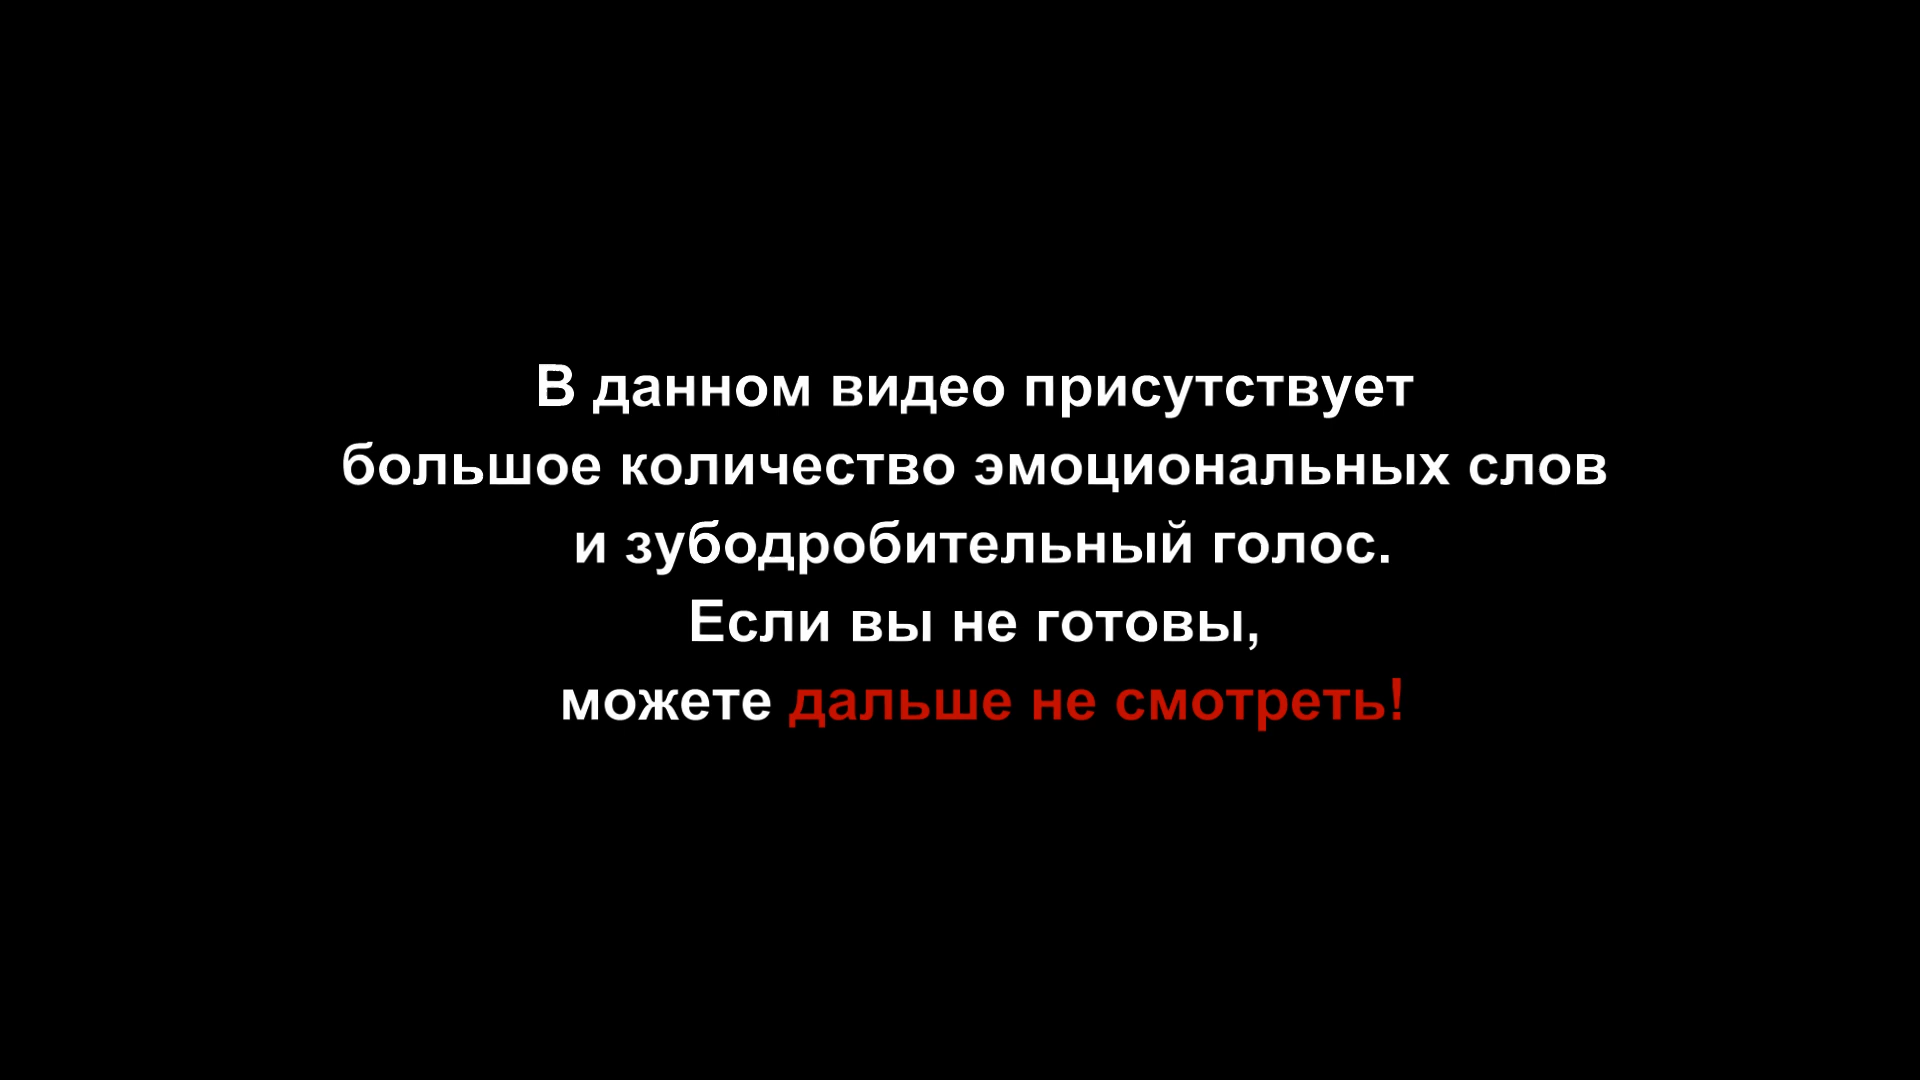 В данном видео присутствует
большое количество эмоциональных слов
и зубодробительный голос.
Если вы не готовы,
можете дальше не смотреть!